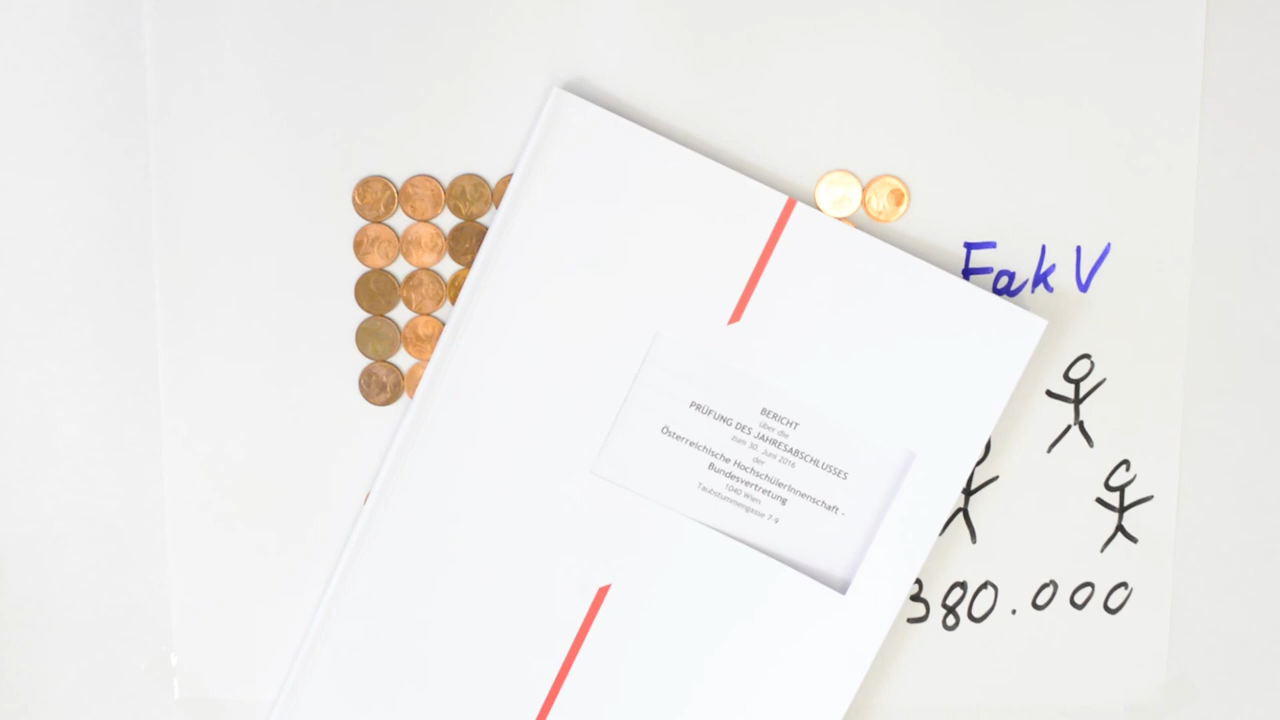 Fak V
BERICHT
über die
PRÜFUNG DES JAHRESABSCHLUSSES
zum 30. Juni 2016
der
Österreichische HochschülerInnenschaft -
Bundesvertretung
1040 Wien
Taubstummengasse 7-9
380.000